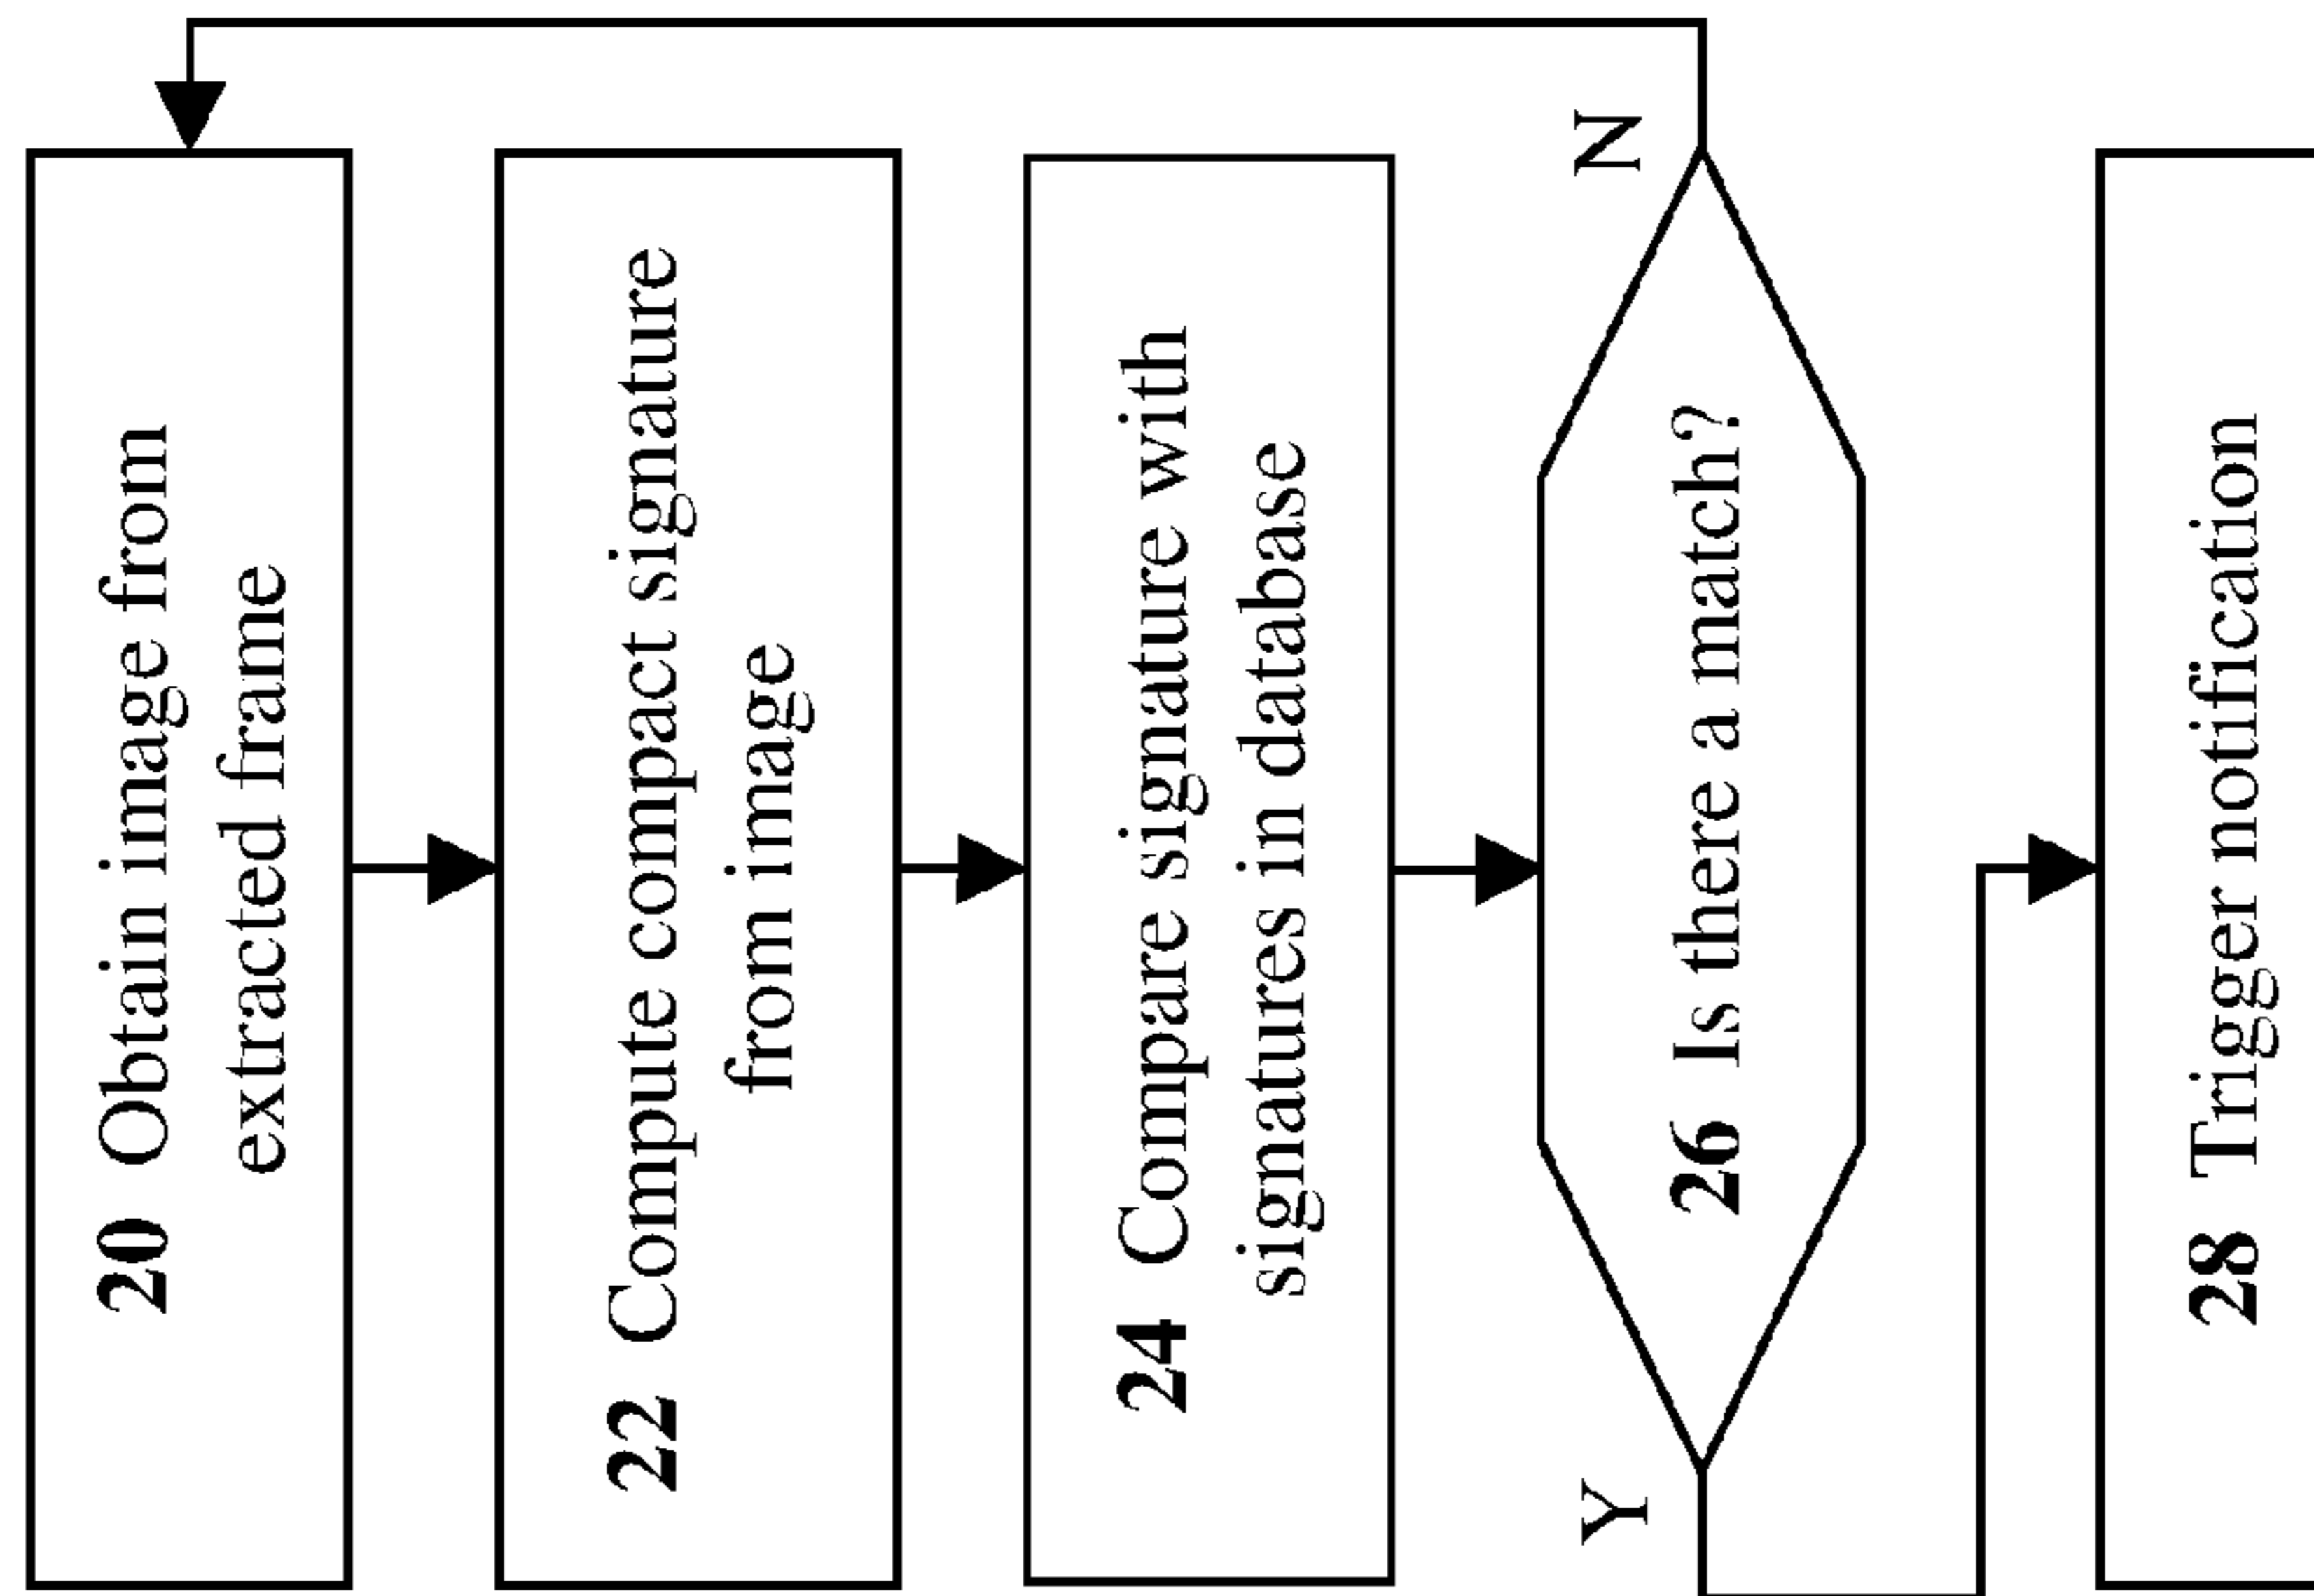 20 Obtain image from
extracted frame
22 Compute compact signature
from image
24 Compare signature with
signatures in database
N
26 Is there a match?
Y
28 Trigger notification